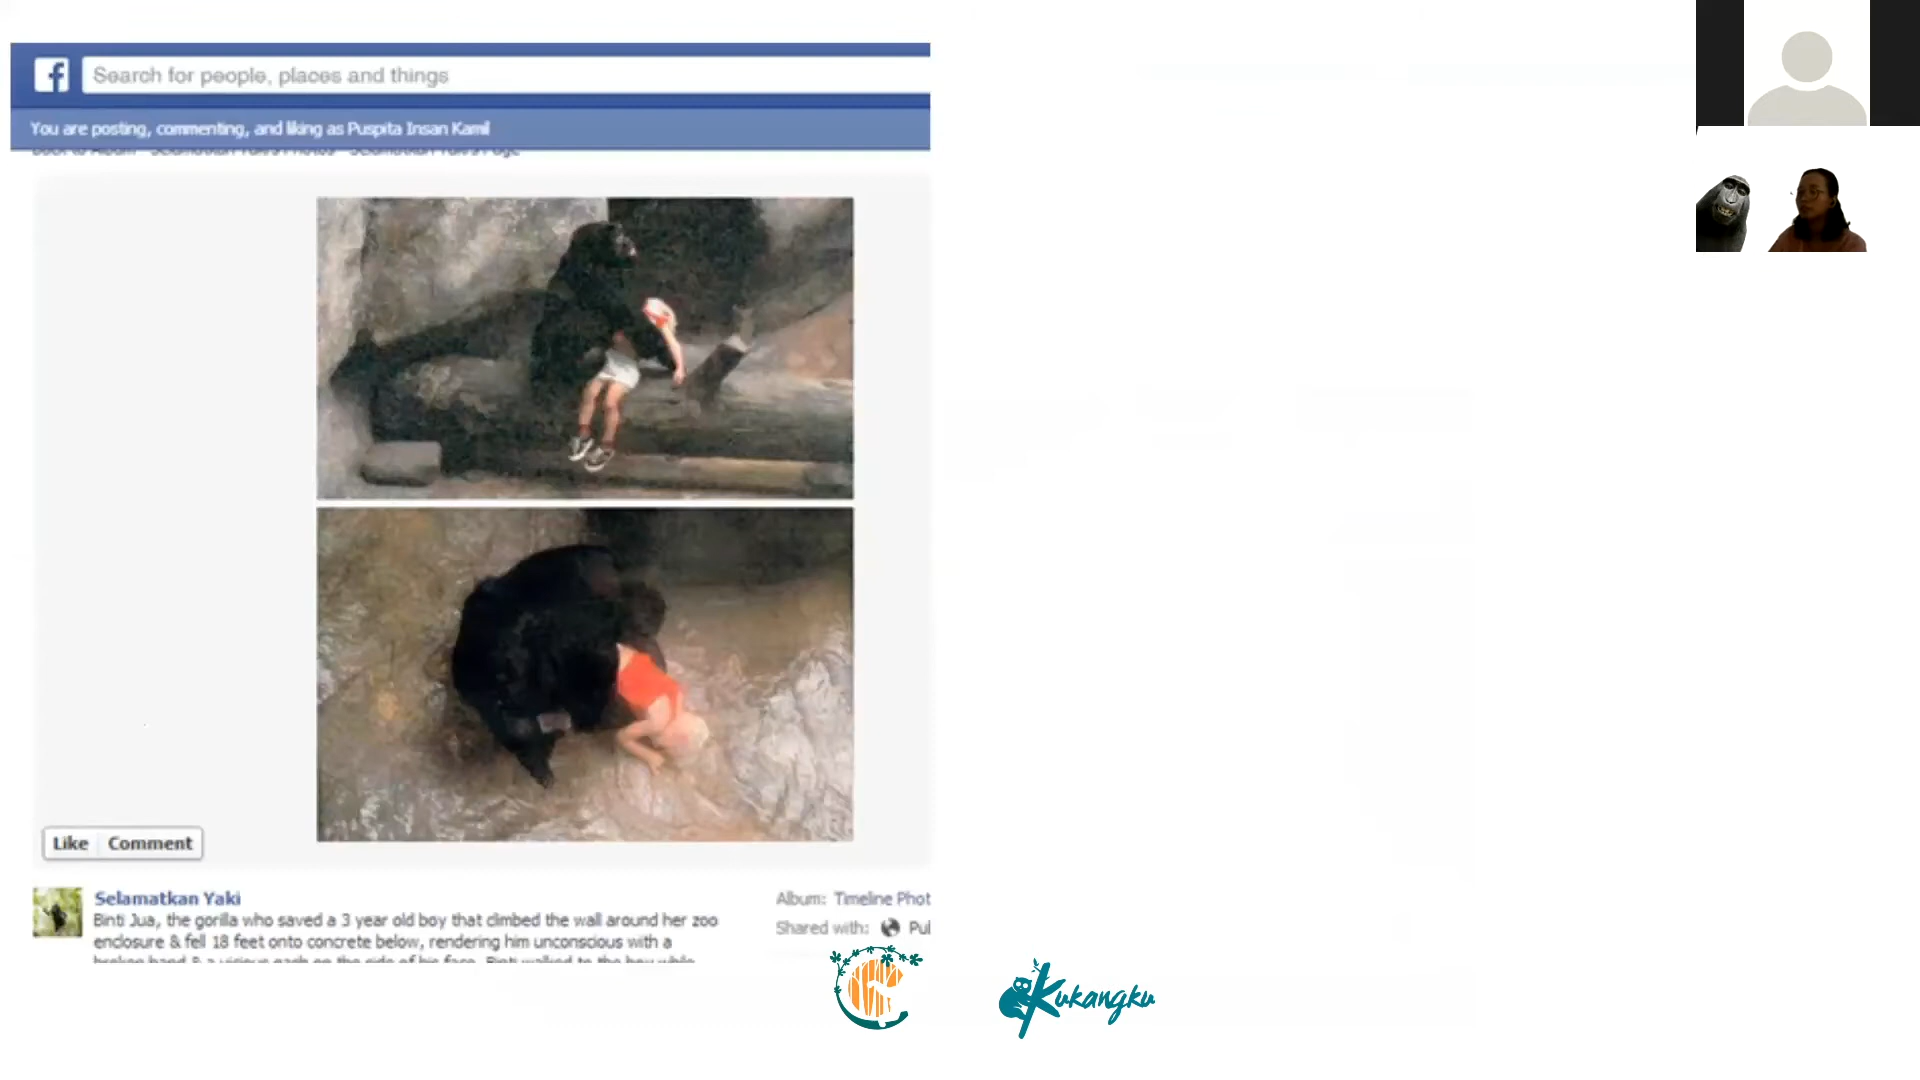 Search for people, places and things
You are posting, commenting, and liking as Puspita Insan Kamil
Like Comment
Selamatkan Yaki
Binti Jua, the gorilla who saved a 3 year old boy that climbed the wall around her zoo
enclosure & fell 18 feet onto concrete below, rendering him unconscious with a
Album: Timeline Phot
Shared with: Pul
Kukangku